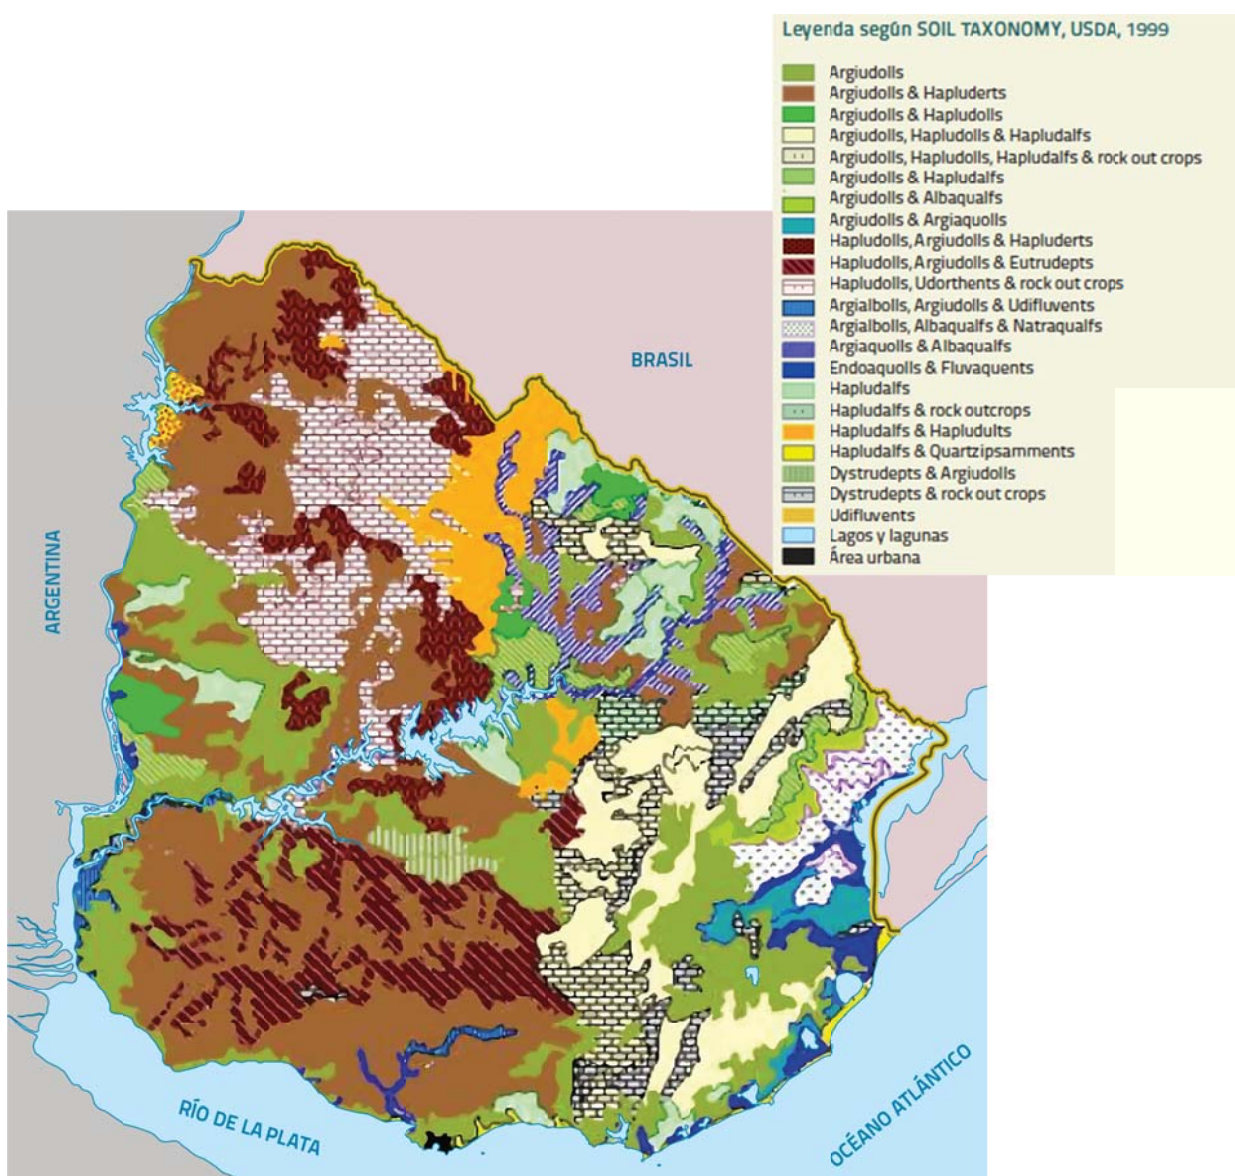 Leyenda según SOIL TAXONOMY, USDA, 1999
Argiudolls
Argiudolls & Hapluderts
Argiudolls & Hapludolls
Argiudolls, Hapludolls & Hapludalfs
Argiudolls, Hapludolls, Hapludalfs & rock out crops
Argiudolls & Hapludalfs
Argiudolls & Albaqualfs
Argiudolls & Argiaquolls
Hapludolls, Argiudolls & Hapluderts
Hapludolls, Argiudolls & Eutrudepts
Hapludolls, Udorthents & rock out crops
Argialbolls, Argiudolls & Udifluvents
Argialbolls, Albaqualfs & Natraqualfs
Argiaquolls & Albaqualfs
Endoaquolls & Fluvaquents
Hapludalfs
Hapludalfs & rock outcrops
Hapludalfs & Hapludults
Hapludalfs & Quartzipsamments
Dystrudepts & Argiudolls
Dystrudepts & rock out crops
Udifluvents
Lagos y lagunas
Área urbana
BRASIL
ARGENTINA
RÍO DE LA PLATA
OCÉANO ATLÁNTICO